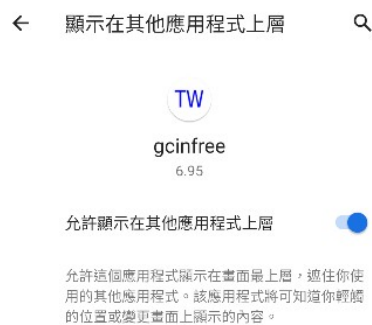 顯示在其他應用程式上層
TW
gcinfree
6.95
允許顯示在其他應用程式上層
允許這個應用程式顯示在畫面最上層，遮住你使
用的其他應用程式。該應用程式將可知道你輕觸
的位置或變更畫面上顯示的內容。